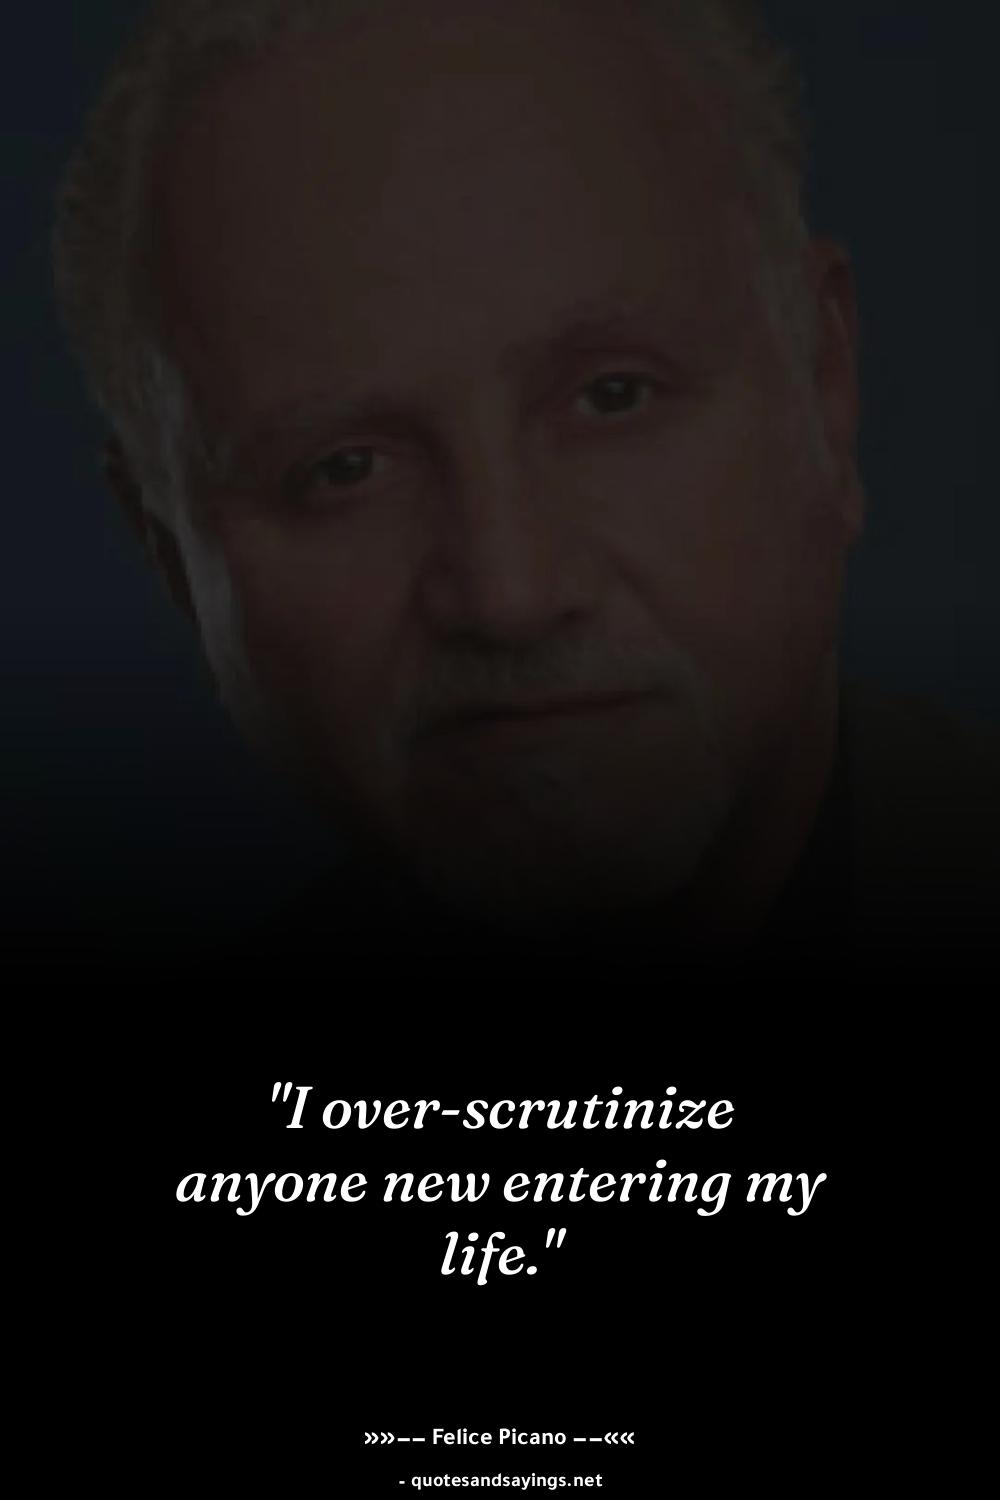 "I over-scrutinize
anyone new entering my
life."
»»−− Felice Picano −−««
- quotesandsayings.net